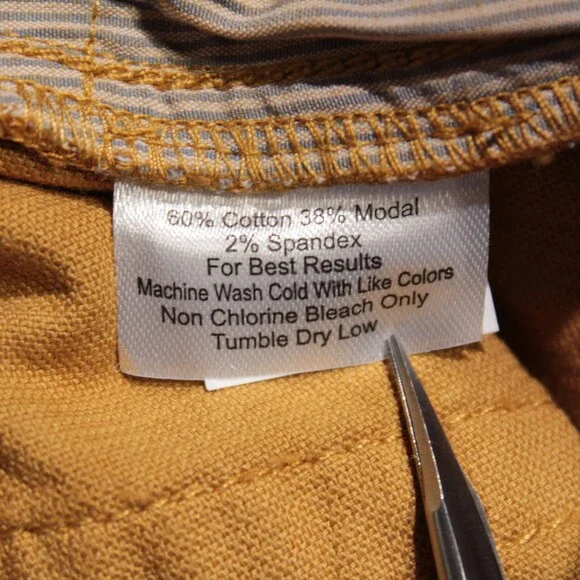 60% Cotton 38% Modal
2% Spandex
For Best Results
Machine Wash Cold With Like Colors
Non Chlorine Bleach Only
Tumble Dry Low